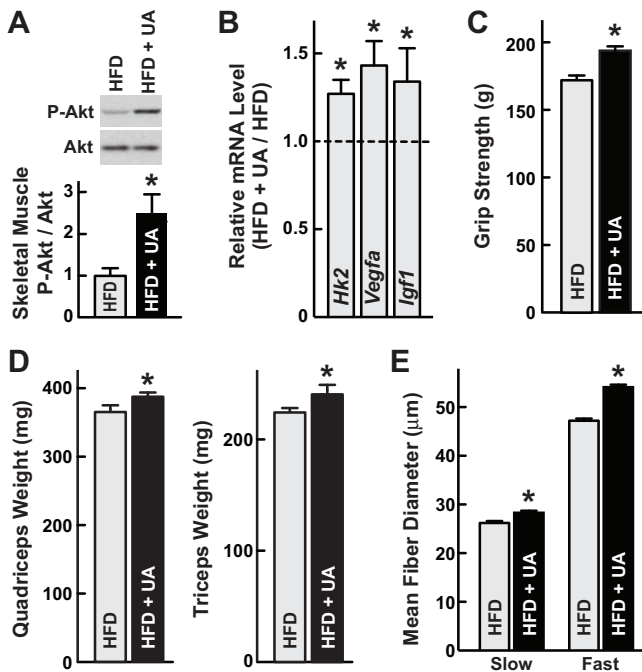 A
HFD
HFD + UA
P-Akt
Akt
Skeletal Muscle
P-Akt / Akt
3
2
1
0
*
HFD
HFD + UA
B
Relative mRNA Level
(HFD + UA / HFD)
1.5
1.0
0.5
0
*
*
*
Hk2
Vegfa
Igf1
C
Grip Strength (g)
200
150
100
50
0
*
HFD
HFD + UA
D
Quadriceps Weight (mg)
400
300
200
100
0
*
HFD
HFD + UA
Triceps Weight (mg)
200
100
0
*
HFD
HFD + UA
E
Mean Fiber Diameter (μm)
50
40
30
20
10
0
*
*
HFD
HFD + UA
HFD
HFD + UA
Slow
Fast